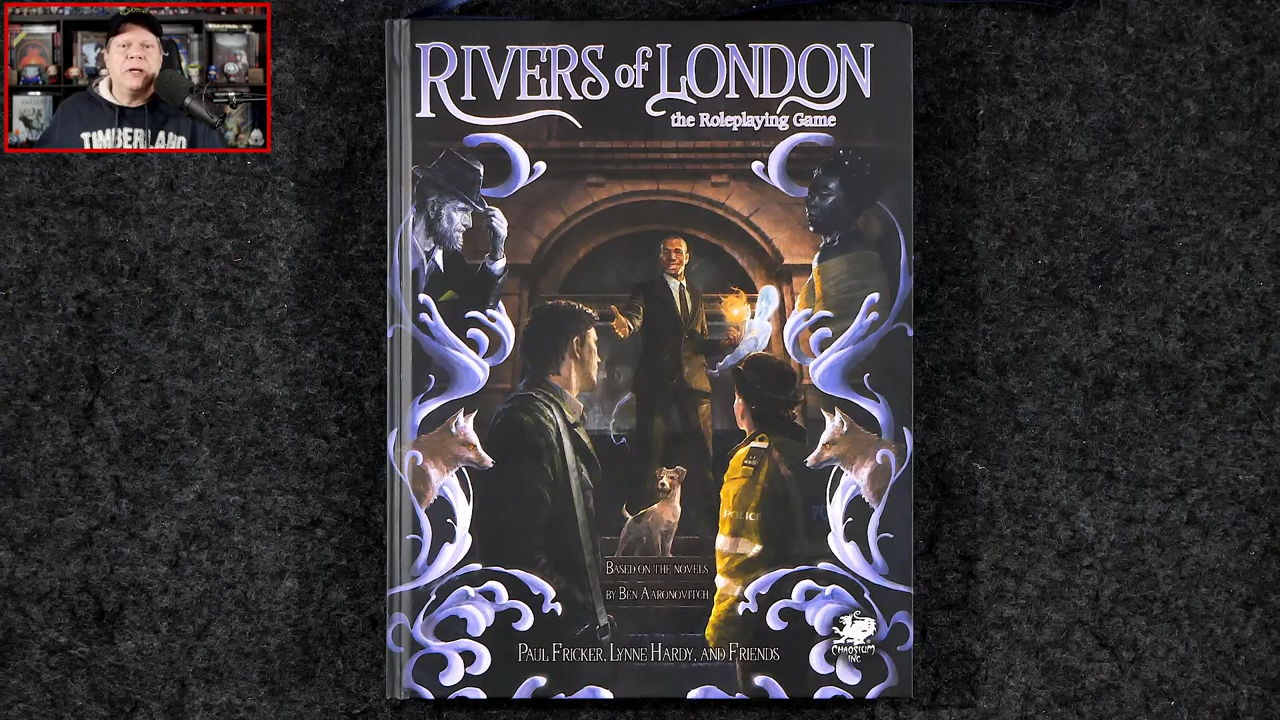 TIMBERLAND
RIVERS of LONDON
the Roleplaying Game
POLICE
BASED ON THE NOVELS
BY BEN AARONOVITCH
PAUL FRICKER, LYNNE HARDY, AND FRIENDS
CHAOSIUM
INC